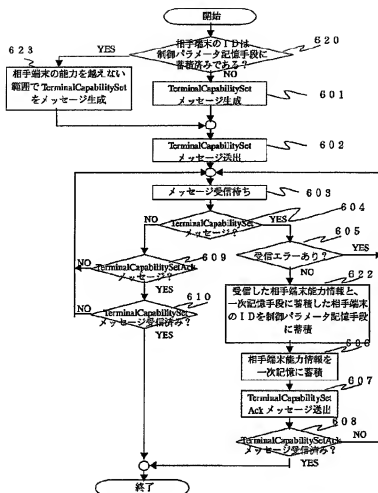 開始
相手端末のIDは
制御パラメータ記憶手段に
蓄積済みである?
620
YES
NO
623
相手端末の能力を越えない
範囲でTerminalCapabilitySet
をメッセージ生成
TerminalCapabilitySet
メッセージ生成
601
TerminalCapabilitySet
メッセージ送出
602
メッセージ受信待ち
603
604
TerminalCapabilitySet
メッセージ?
NO
YES
605
受信エラーあり?
YES
NO
609
TerminalCapabilitySetAck
メッセージ?
NO
YES
610
TerminalCapabilitySet
メッセージ受信済み?
NO
YES
622
受信した相手端末能力情報と、
一次記憶手段に蓄積した相手端末
のIDを制御パラメータ記憶手段
に蓄積
606
相手端末能力情報を
一次記憶に蓄積
607
TerminalCapabilitySet
Ackメッセージ送出
608
TerminalCapabilitySetAck
メッセージ受信済み?
NO
YES
終了